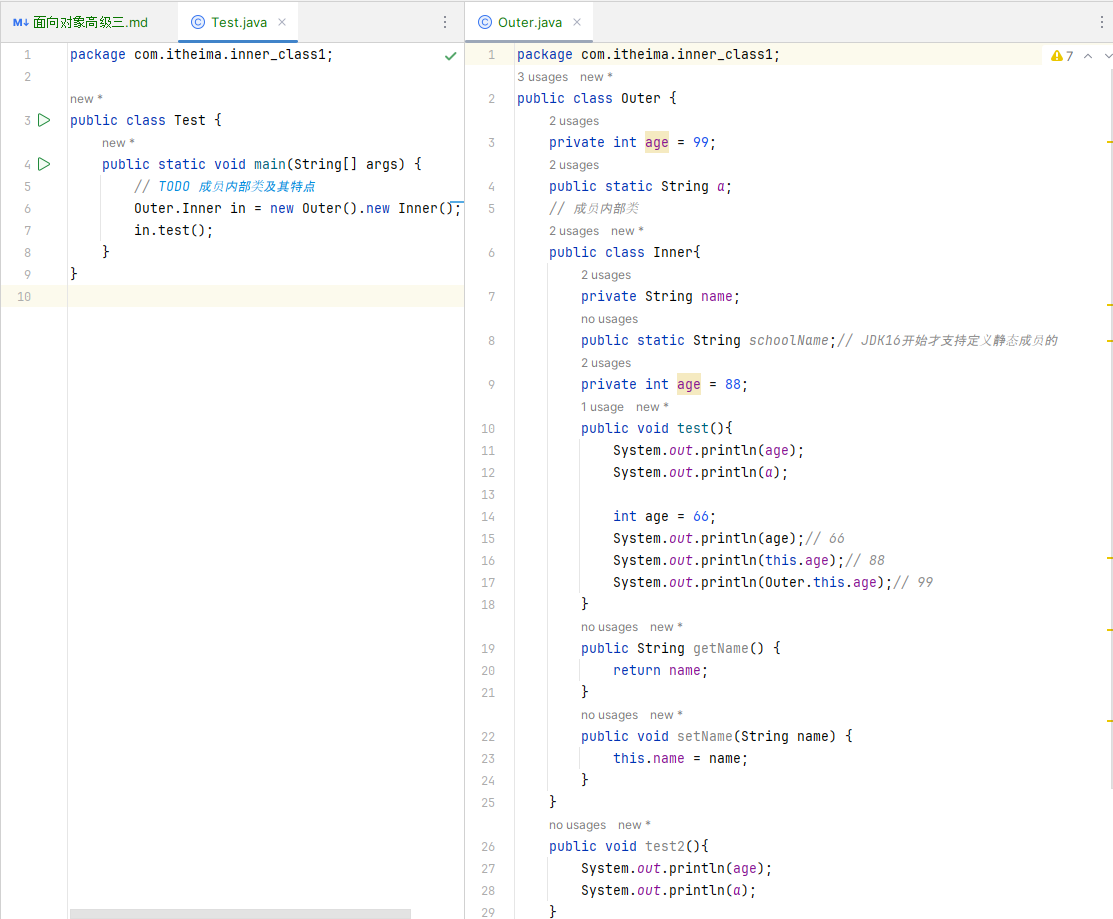 面向对象高级三.md
Test.java
1 package com.itheima.inner_class1;
2
new *
3 public class Test {
new *
4 public static void main(String[] args) {
5 // TODO 成员内部类及其特点
6 Outer.Inner in = new Outer().new Inner();
7 in.test();
8 }
9 }
10
Outer.java
7
1 package com.itheima.inner_class1;
3 usages new *
2 public class Outer {
2 usages
3 private int age = 99;
2 usages
4 public static String a;
5 // 成员内部类
2 usages new *
6 public class Inner{
2 usages
7 private String name;
no usages
8 public static String schoolName;// JDK16开始才支持定义静态成员的
2 usages
9 private int age = 88;
1 usage new *
10 public void test(){
11 System.out.println(age);
12 System.out.println(a);
13
14 int age = 66;
15 System.out.println(age);// 66
16 System.out.println(this.age);// 88
17 System.out.println(Outer.this.age);// 99
18 }
no usages new *
19 public String getName() {
20 return name;
21 }
no usages new *
22 public void setName(String name) {
23 this.name = name;
24 }
25 }
no usages new *
26 public void test2(){
27 System.out.println(age);
28 System.out.println(a);
29 }